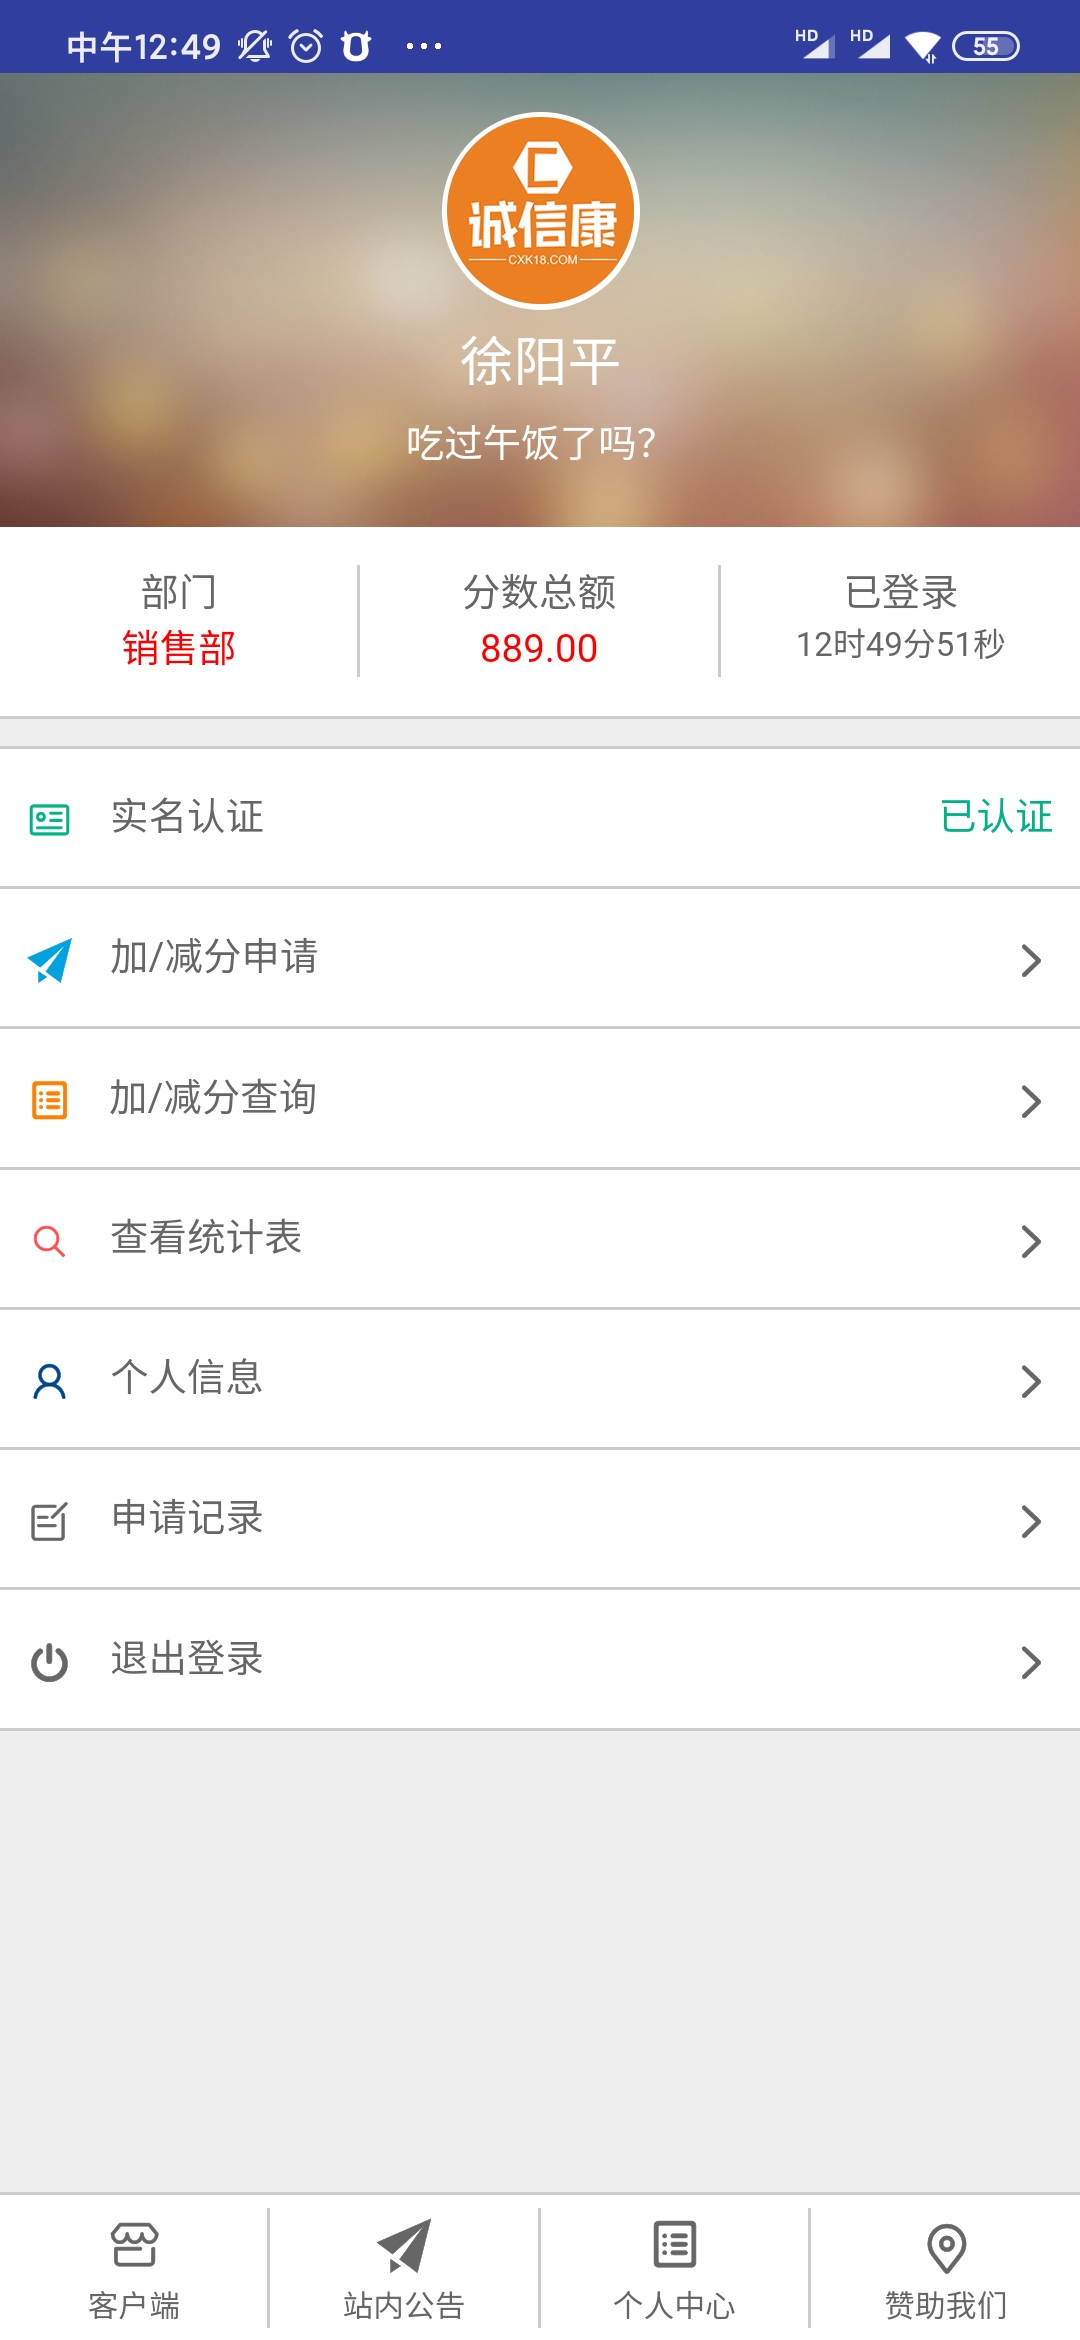 中午12:49 ... HD HD 55
诚信康
CXK18.COM
徐阳平
吃过午饭了吗?
部门 分数总额 已登录
销售部 889.00 12时49分51秒
实名认证 已认证
加/减分申请
加/减分查询
查看统计表
个人信息
申请记录
退出登录
客户端 站内公告 个人中心 赞助我们